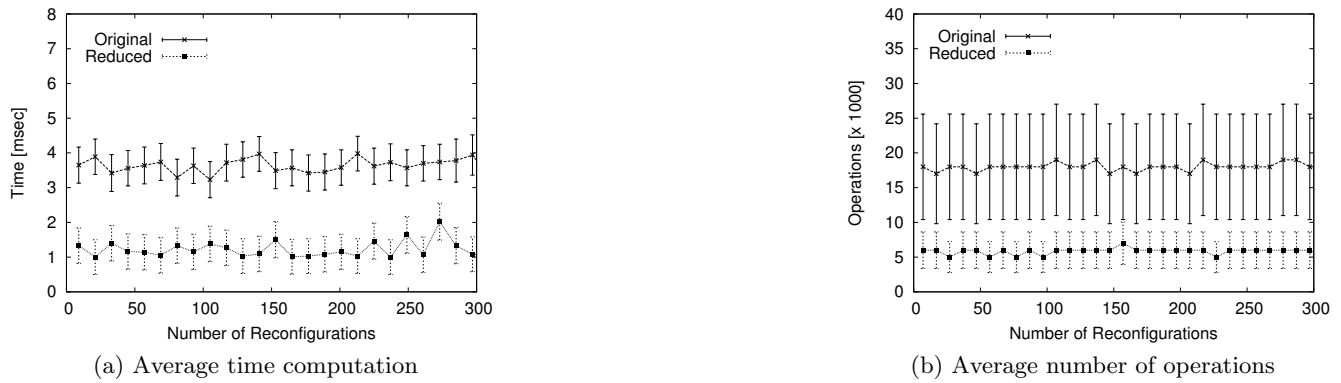 8
7
6
5
4
3
2
1
0
Time [msec]
Original
Reduced
0 50 100 150 200 250 300
Number of Reconfigurations
(a) Average time computation
40
35
30
25
20
15
10
5
0
Operations [x 1000]
Original
Reduced
0 50 100 150 200 250 300
Number of Reconfigurations
(b) Average number of operations